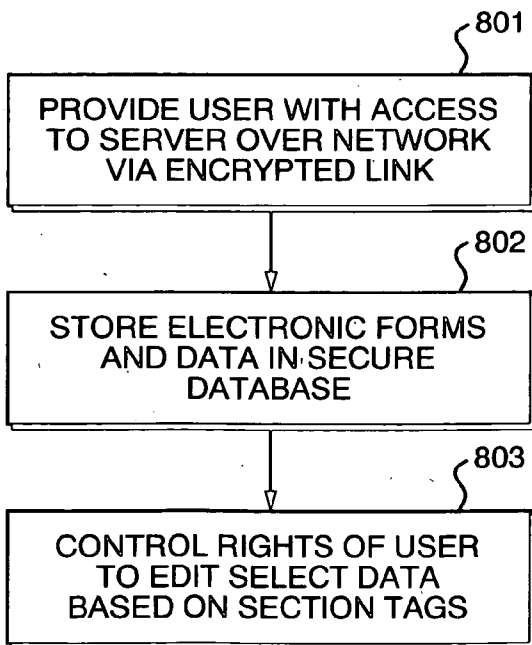 801
PROVIDE USER WITH ACCESS
TO SERVER OVER NETWORK
VIA ENCRYPTED LINK
802
STORE ELECTRONIC FORMS
AND DATA IN SECURE
DATABASE
803
CONTROL RIGHTS OF USER
TO EDIT SELECT DATA
BASED ON SECTION TAGS